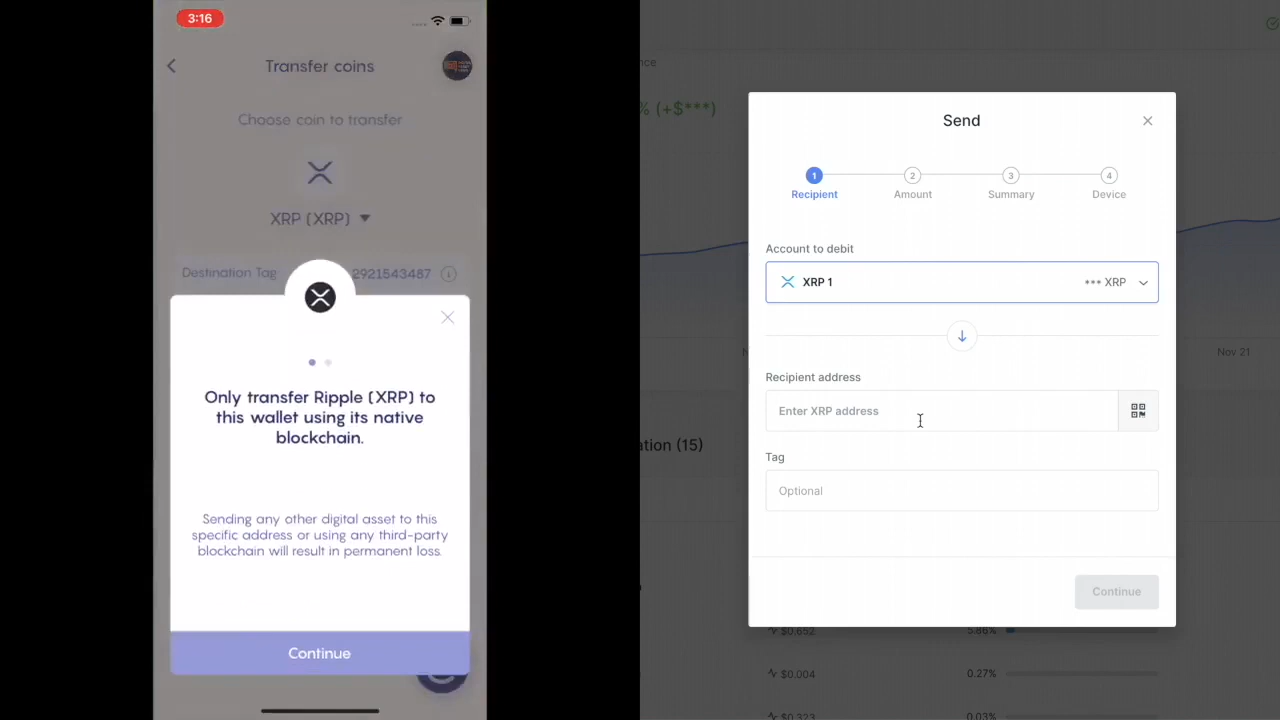 3:16
Transfer coins
Choose coin to transfer
XRP (XRP)
Destination Tag 2921543487
Only transfer Ripple (XRP) to
this wallet using its native
blockchain.
Sending any other digital asset to this
specific address or using any third-party
blockchain will result in permanent loss.
Continue
nce
% (+$***)
Send
1 2 3 4
Recipient Amount Summary Device
Account to debit
XRP 1 *** XRP
Nov 21
Recipient address
Enter XRP address
ation (15)
Tag
Optional
Continue
$0.652 5.86%
$0.004 0.27%
$0.323 0.03%